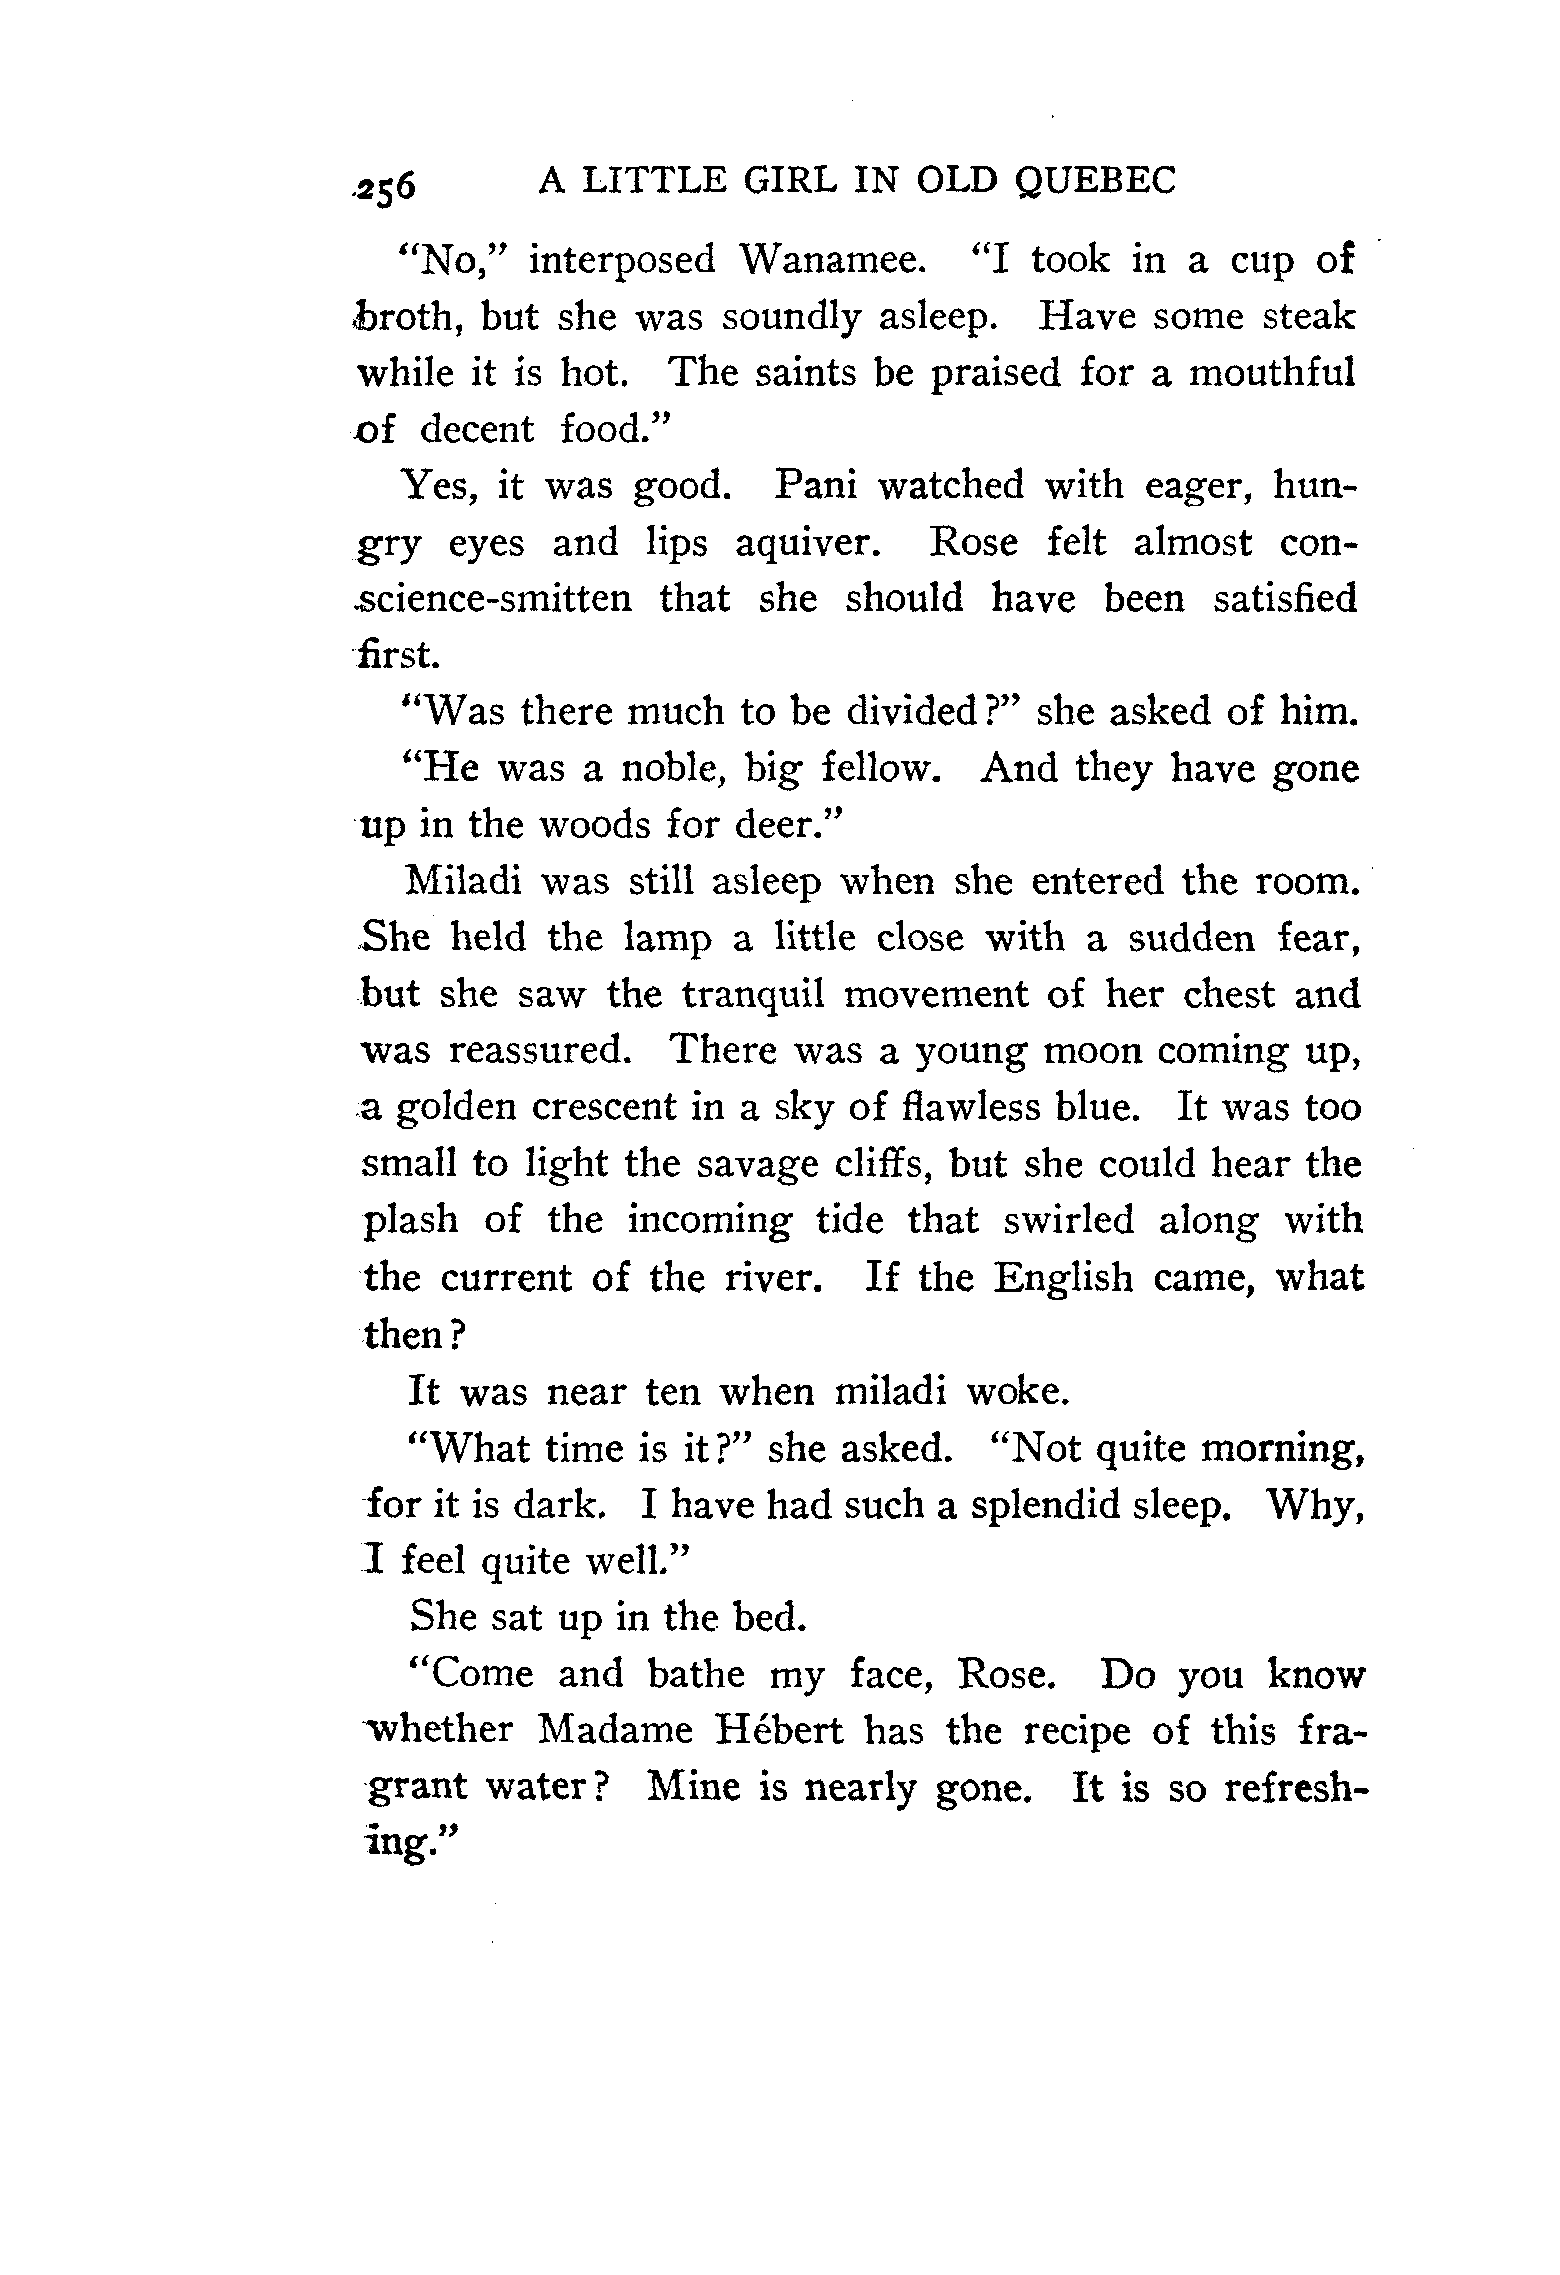 256 A LITTLE GIRL IN OLD QUEBEC
"No," interposed Wanamee. "I took in a cup of
broth, but she was soundly asleep. Have some steak
while it is hot. The saints be praised for a mouthful
of decent food."
Yes, it was good. Pani watched with eager, hun-
gry eyes and lips aquiver. Rose felt almost con-
science-smitten that she should have been satisfied
first.
"Was there much to be divided?" she asked of him.
"He was a noble, big fellow. And they have gone
up in the woods for deer."
Miladi was still asleep when she entered the room.
She held the lamp a little close with a sudden fear,
but she saw the tranquil movement of her chest and
was reassured. There was a young moon coming up,
a golden crescent in a sky of flawless blue. It was too
small to light the savage cliffs, but she could hear the
plash of the incoming tide that swirled along with
the current of the river. If the English came, what
then?
It was near ten when miladi woke.
"What time is it?" she asked. "Not quite morning,
for it is dark. I have had such a splendid sleep. Why,
I feel quite well."
She sat up in the bed.
"Come and bathe my face, Rose. Do you know
whether Madame Hébert has the recipe of this fra-
grant water? Mine is nearly gone. It is so refresh-
ing."